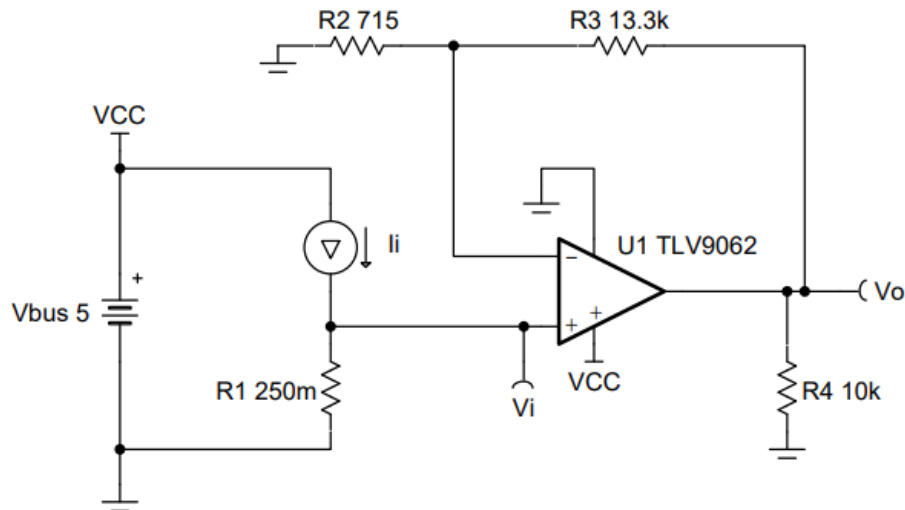 R2 715
R3 13.3k
VCC
Ii
U1 TLV9062
+
Vbus 5
−
+
+
Vo
R1 250m
Vi
VCC
R4 10k